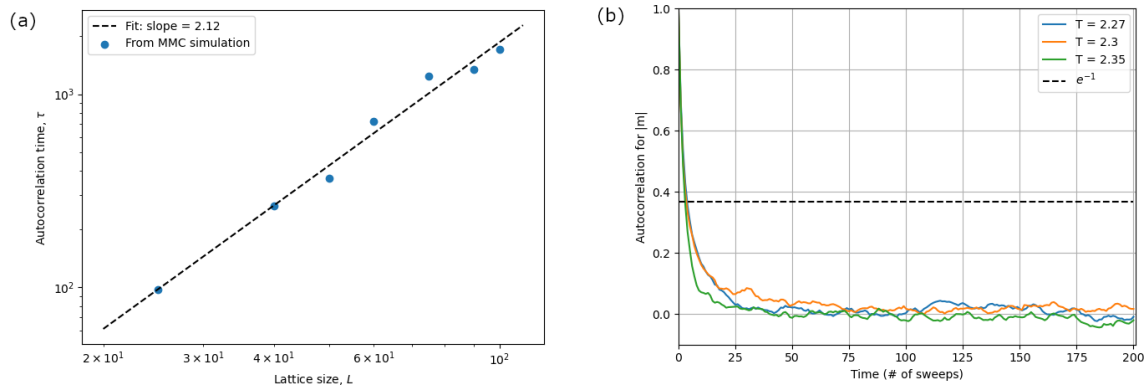 (a)
Fit: slope = 2.12
From MMC simulation
Autocorrelation time, τ
10³
10²
2 × 10¹
3 × 10¹
4 × 10¹
6 × 10¹
10²
Lattice size, L
(b)
T = 2.27
T = 2.3
T = 2.35
e⁻¹
Autocorrelation for |m|
1.0
0.8
0.6
0.4
0.2
0.0
0
25
50
75
100
125
150
175
200
Time (# of sweeps)